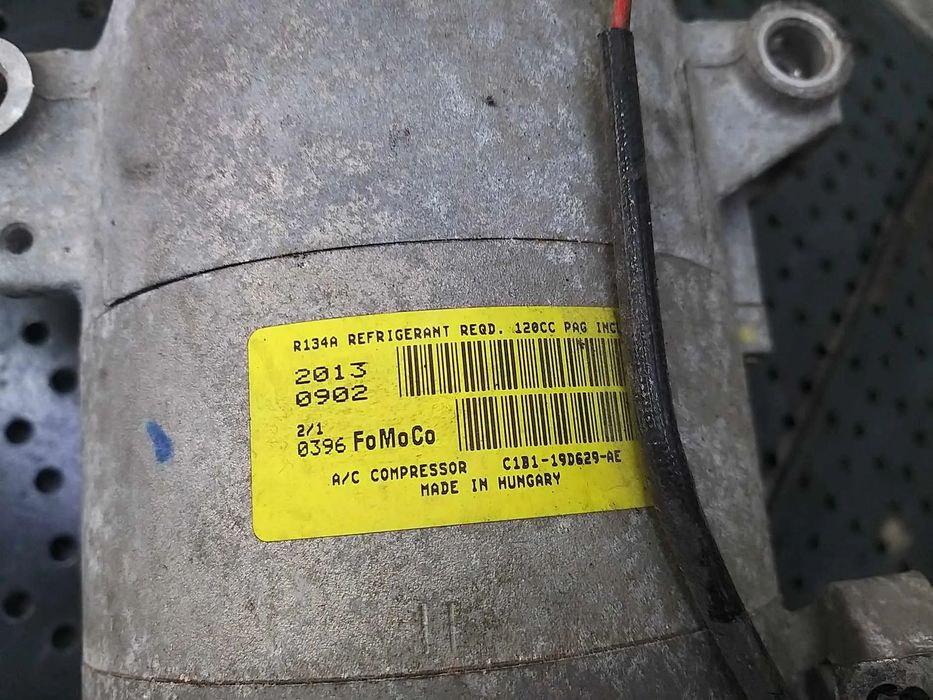 R134A REFRIGERANT REQD. 120CC PAG INC
2013
0902
2/1
0396 FoMoCo
A/C COMPRESSOR C1B1-19D629-AE
MADE IN HUNGARY